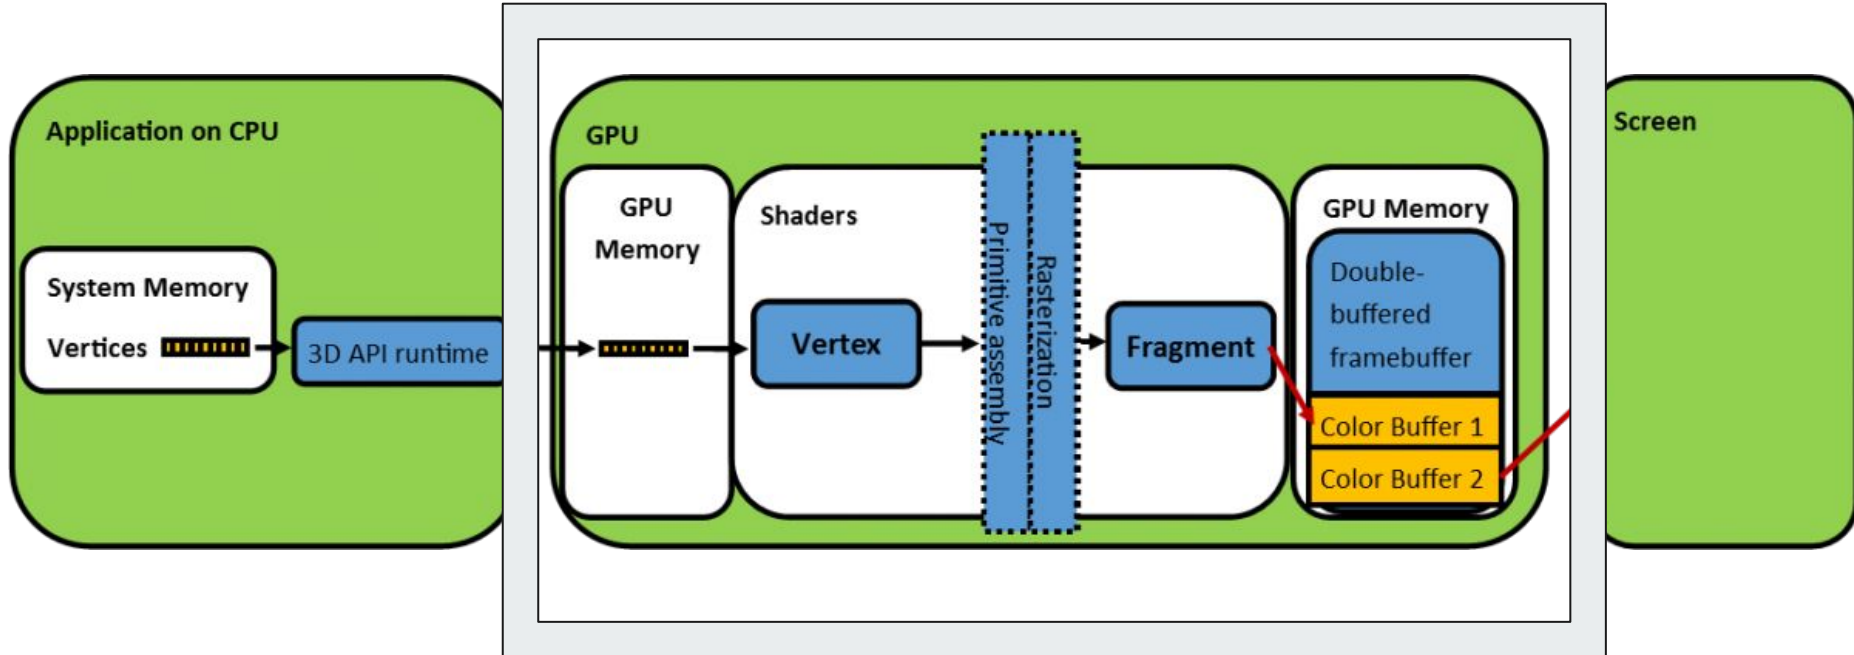 Application on CPU
System Memory
Vertices
3D API runtime
GPU
GPU
Memory
Shaders
Vertex
Primitive assembly
Rasterization
Fragment
GPU Memory
Double-
buffered
framebuffer
Color Buffer 1
Color Buffer 2
Screen